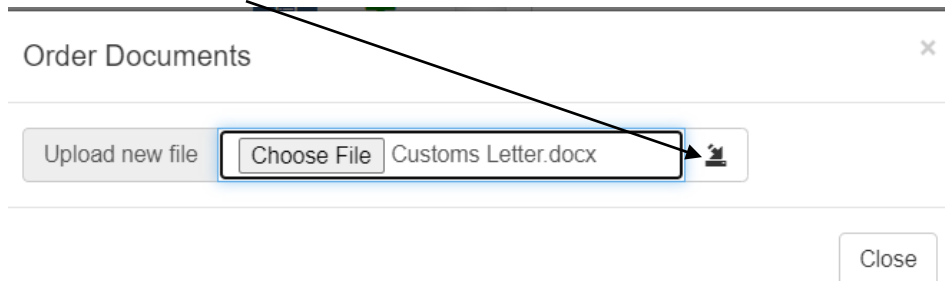 Order Documents
×
Upload new file Choose File Customs Letter.docx
Close